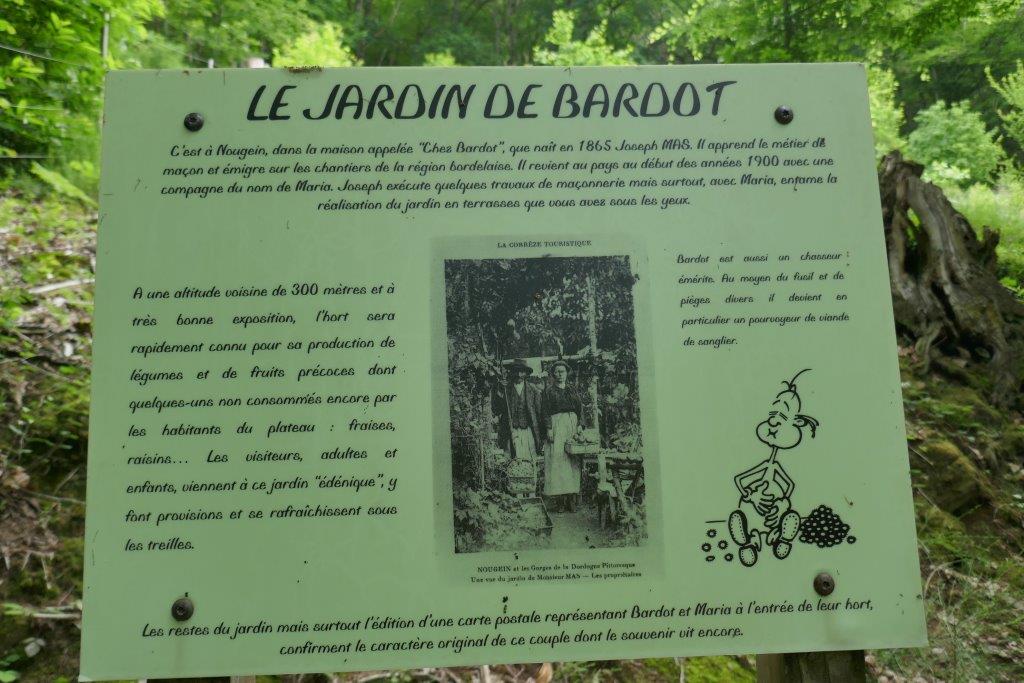 LE JARDIN DE BARDOT
C'est à Nougein, dans la maison appelée "Chez Bardot", que naît en 1865 Joseph MAS. Il apprend le métier de
maçon et émigre sur les chantiers de la région bordelaise. Il revient au pays au début des années 1900 avec une
compagne du nom de Maria. Joseph exécute quelques travaux de maçonnerie mais surtout, avec Maria, entame la
réalisation du jardin en terrasses que vous avez sous les yeux.
A une altitude voisine de 300 mètres et à
très bonne exposition, l'hort sera
rapidement connu pour sa production de
légumes et de fruits précoces dont
quelques-uns non consommés encore par
les habitants du plateau : fraises,
raisins... Les visiteurs, adultes et
enfants, viennent à ce jardin "édénique", y
font provisions et se rafraîchissent sous
les treilles.
LA CORRÈZE TOURISTIQUE
NOUGEIN et les Gorges de la Dordogne Pittoresque
Une vue du jardin de Monsieur MAS — Les propriétaires
Bardot est aussi un chasseur
émérite. Au moyen du fusil et de
pièges divers il devient en
particulier un pourvoyeur de viande
de sanglier.
Les restes du jardin mais surtout l'édition d'une carte postale représentant Bardot et Maria à l'entrée de leur hort,
confirment le caractère original de ce couple dont le souvenir vit encore.